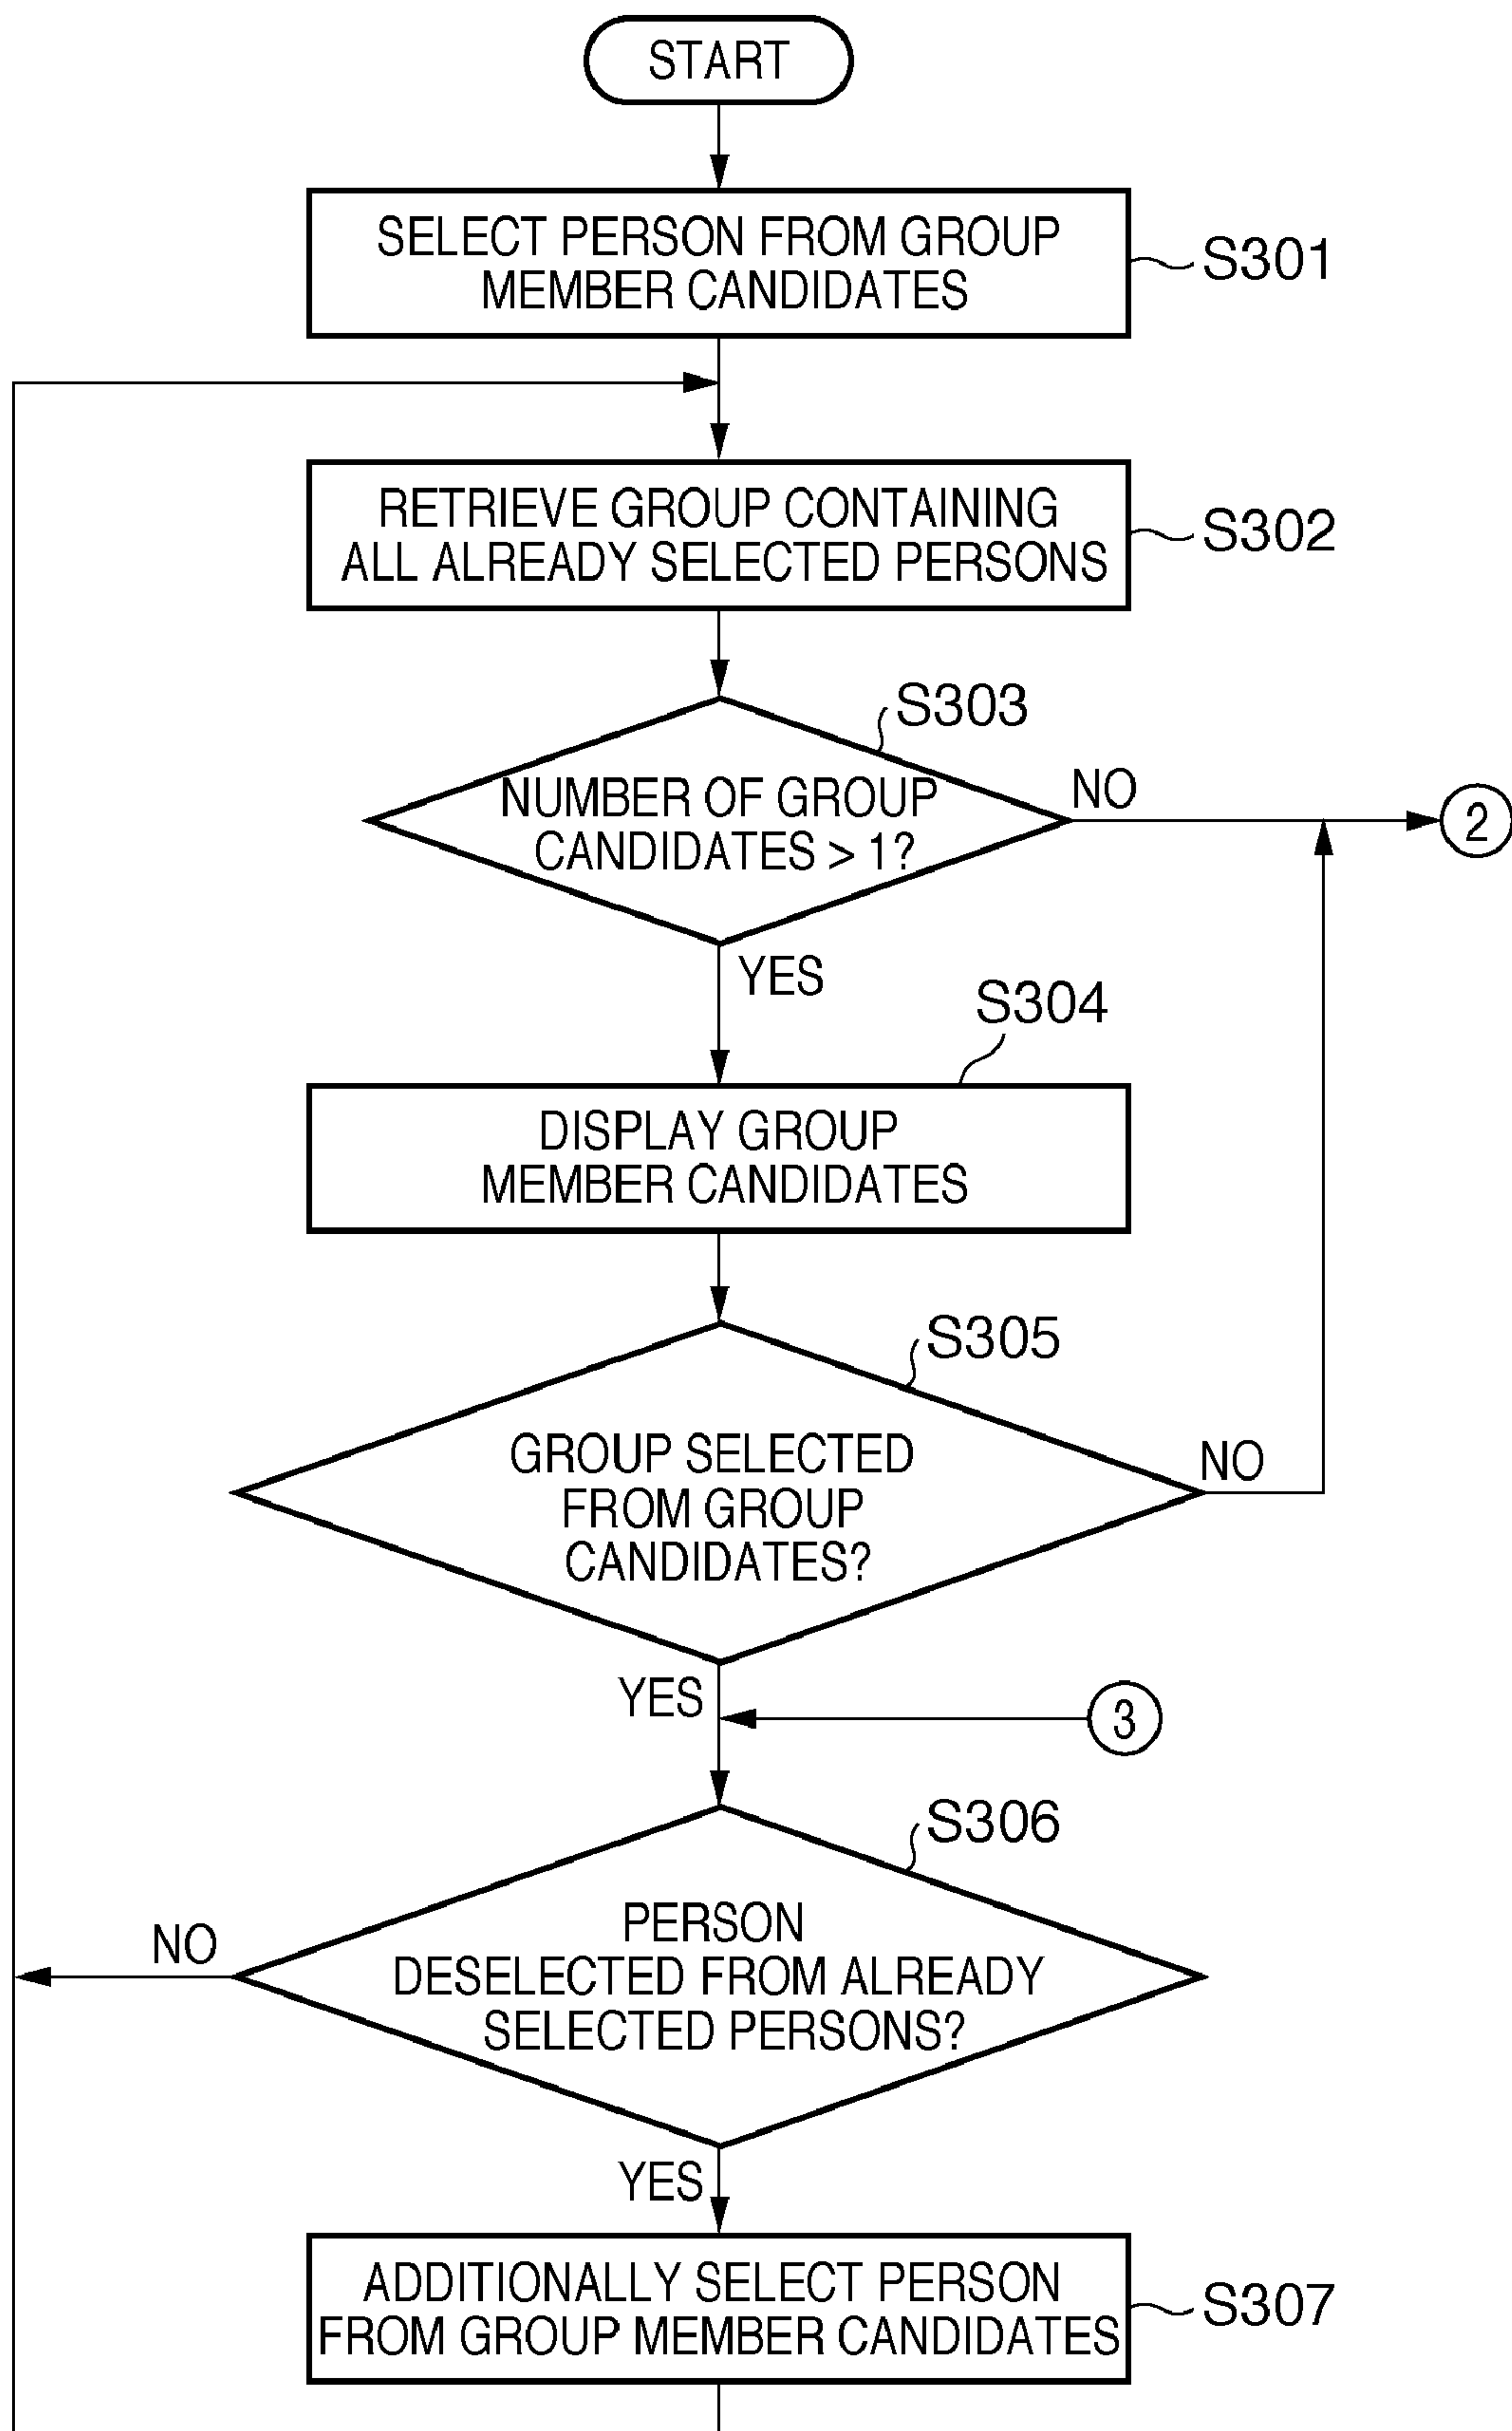 START
SELECT PERSON FROM GROUP
MEMBER CANDIDATES
S301
RETRIEVE GROUP CONTAINING
ALL ALREADY SELECTED PERSONS
S302
S303
NUMBER OF GROUP
CANDIDATES > 1?
NO
2
YES
S304
DISPLAY GROUP
MEMBER CANDIDATES
S305
GROUP SELECTED
FROM GROUP
CANDIDATES?
NO
YES
3
S306
PERSON
DESELECTED FROM ALREADY
SELECTED PERSONS?
NO
YES
ADDITIONALLY SELECT PERSON
FROM GROUP MEMBER CANDIDATES
S307